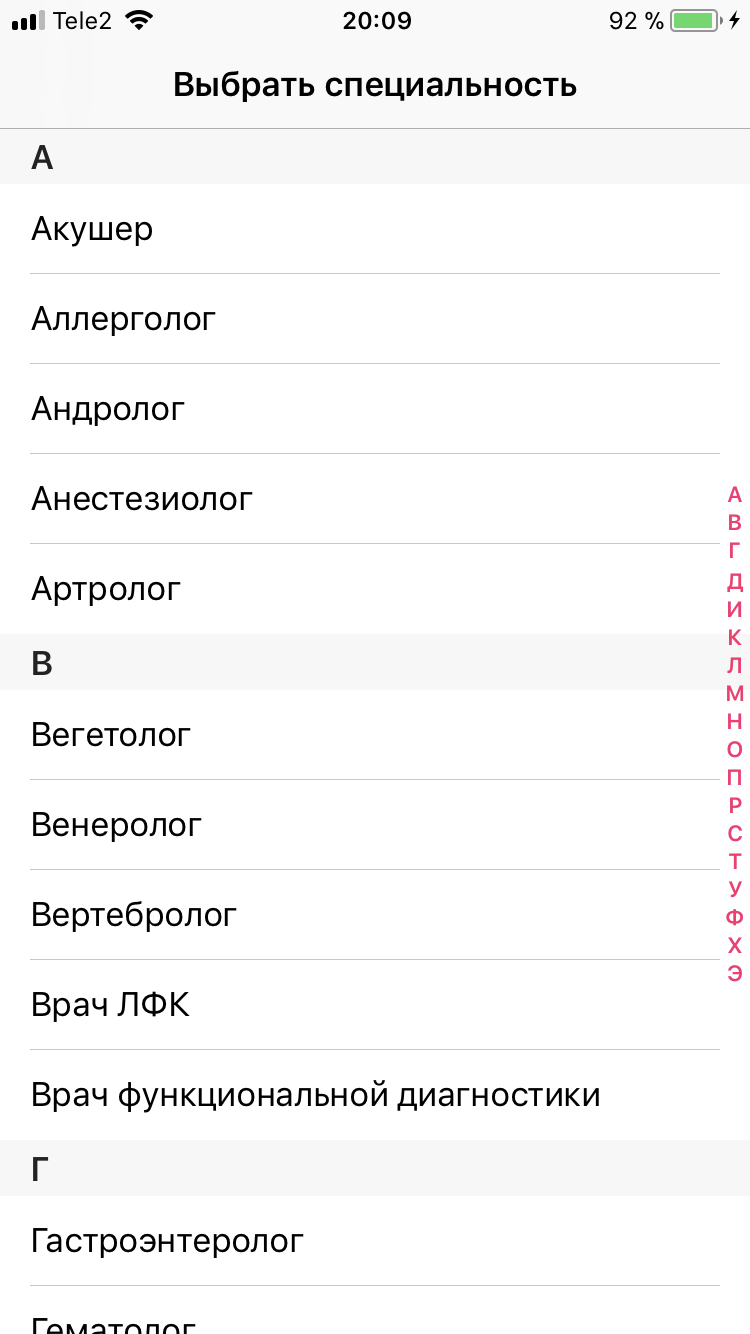 Tele2 20:09 92 %
Выбрать специальность
А
Акушер
Аллерголог
Андролог
Анестезиолог
Артролог
В
Вегетолог
Венеролог
Вертебролог
Врач ЛФК
Врач функциональной диагностики
Г
Гастроэнтеролог
Гематолог
А
В
Г
Д
И
К
Л
М
Н
О
П
Р
С
Т
У
Ф
Х
Э